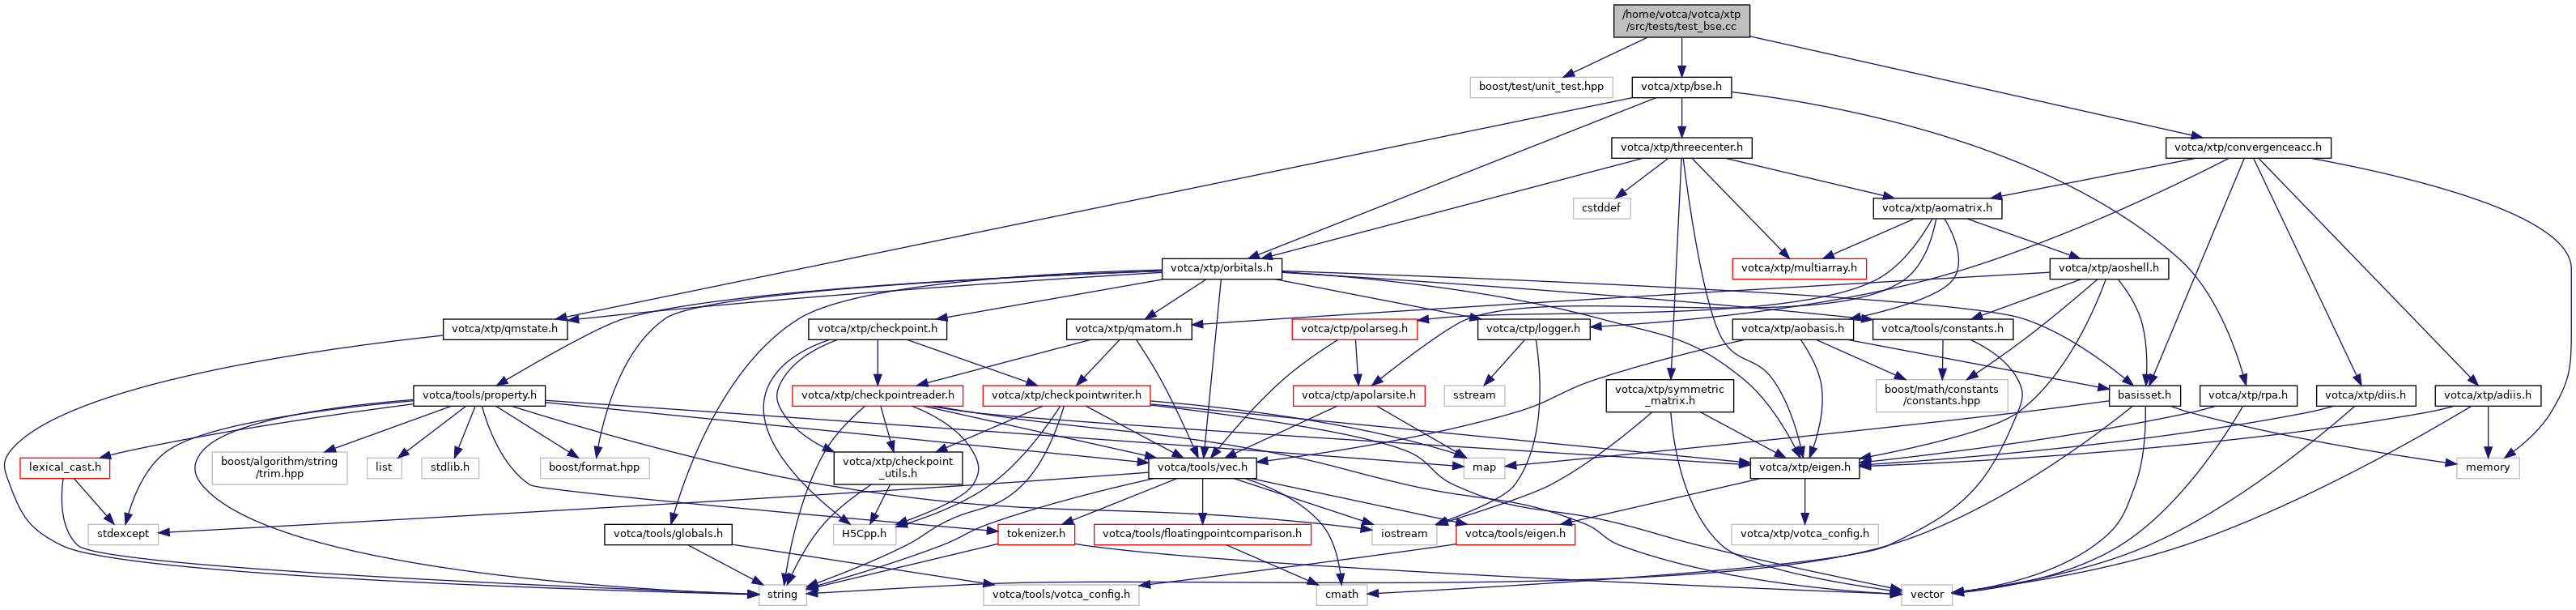 /home/votca/votca/xtp
/src/tests/test_bse.cc
boost/test/unit_test.hpp
votca/xtp/bse.h
votca/xtp/threecenter.h
votca/xtp/convergenceacc.h
cstddef
votca/xtp/aomatrix.h
votca/xtp/orbitals.h
votca/xtp/multiarray.h
votca/xtp/aoshell.h
votca/xtp/qmstate.h
votca/xtp/checkpoint.h
votca/xtp/qmatom.h
votca/ctp/polarseg.h
votca/ctp/logger.h
votca/xtp/aobasis.h
votca/tools/constants.h
votca/tools/property.h
votca/xtp/checkpointreader.h
votca/xtp/checkpointwriter.h
votca/ctp/apolarsite.h
sstream
votca/xtp/symmetric
_matrix.h
boost/math/constants
/constants.hpp
basisset.h
votca/xtp/rpa.h
votca/xtp/diis.h
votca/xtp/adiis.h
lexical_cast.h
boost/algorithm/string
/trim.hpp
list
stdlib.h
boost/format.hpp
votca/xtp/checkpoint
_utils.h
votca/tools/vec.h
map
votca/xtp/eigen.h
memory
stdexcept
votca/tools/globals.h
H5Cpp.h
tokenizer.h
votca/tools/floatingpointcomparison.h
iostream
votca/tools/eigen.h
votca/xtp/votca_config.h
string
votca/tools/votca_config.h
cmath
vector